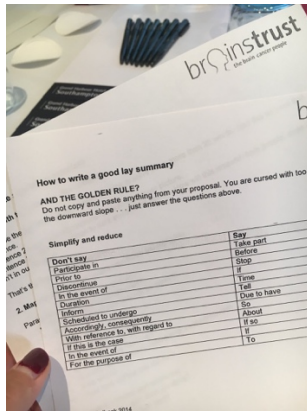 brainstrust
the brain cancer people
How to write a good lay summary
AND THE GOLDEN RULE?
Do not copy and paste anything from your proposal. You are cursed with too
the downward slope . . . just answer the questions above.
Simplify and reduce
Don't say Say
Participate in Take part
Prior to Before
Discontinue Stop
In the event of If
Duration Time
Inform Tell
Scheduled to undergo Due to have
Accordingly, consequently So
With reference to, with regard to About
If this is the case If so
In the event of If
For the purpose of To
That's
2. Ma
Para
2014